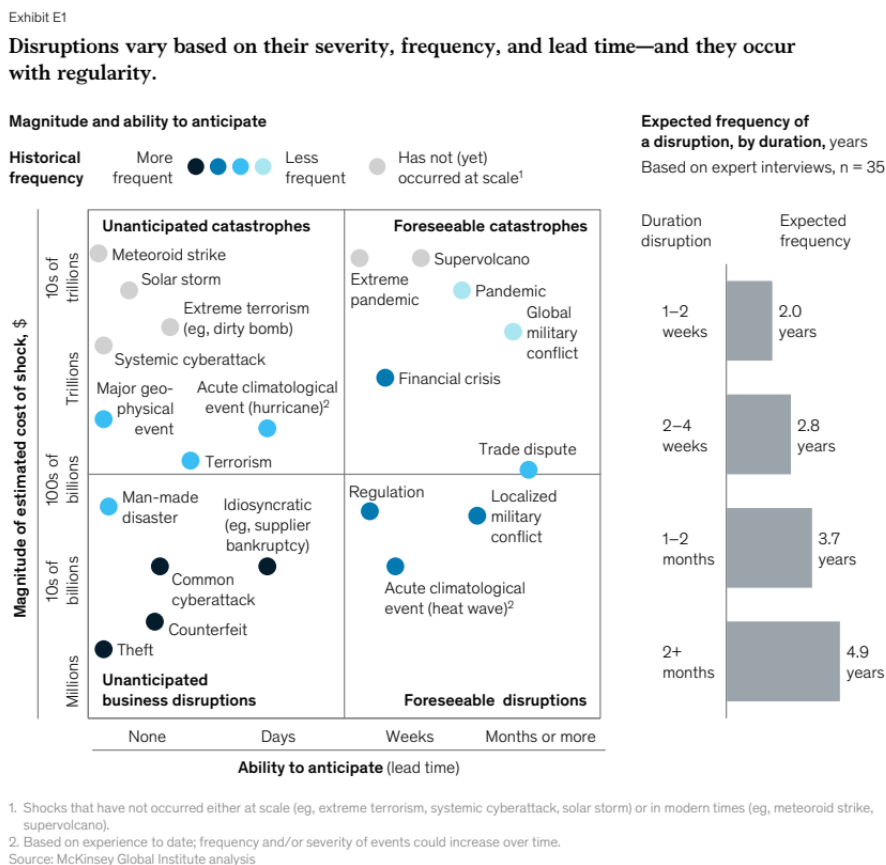 Exhibit E1
Disruptions vary based on their severity, frequency, and lead time—and they occur
with regularity.
Magnitude and ability to anticipate
Historical
frequency
More
frequent
Less
frequent
Has not (yet)
occurred at scale1
Magnitude of estimated cost of shock, $
10s of
trillions
Trillions
100s of
billions
10s of
billions
Millions
Unanticipated catastrophes
Meteoroid strike
Solar storm
Extreme terrorism
(eg, dirty bomb)
Systemic cyberattack
Major geo-
physical
event
Acute climatological
event (hurricane)2
Terrorism
Foreseeable catastrophes
Supervolcano
Extreme
pandemic
Pandemic
Global
military
conflict
Financial crisis
Trade dispute
Man-made
disaster
Idiosyncratic
(eg, supplier
bankruptcy)
Common
cyberattack
Counterfeit
Theft
Unanticipated
business disruptions
Regulation
Localized
military
conflict
Acute climatological
event (heat wave)2
Foreseeable disruptions
None
Days
Weeks
Months or more
Ability to anticipate (lead time)
Expected frequency of
a disruption, by duration, years
Based on expert interviews, n = 35
Duration
disruption
Expected
frequency
1–2
weeks
2.0
years
2–4
weeks
2.8
years
1–2
months
3.7
years
2+
months
4.9
years
1. Shocks that have not occurred either at scale (eg, extreme terrorism, systemic cyberattack, solar storm) or in modern times (eg, meteoroid strike,
supervolcano).
2. Based on experience to date; frequency and/or severity of events could increase over time.
Source: McKinsey Global Institute analysis